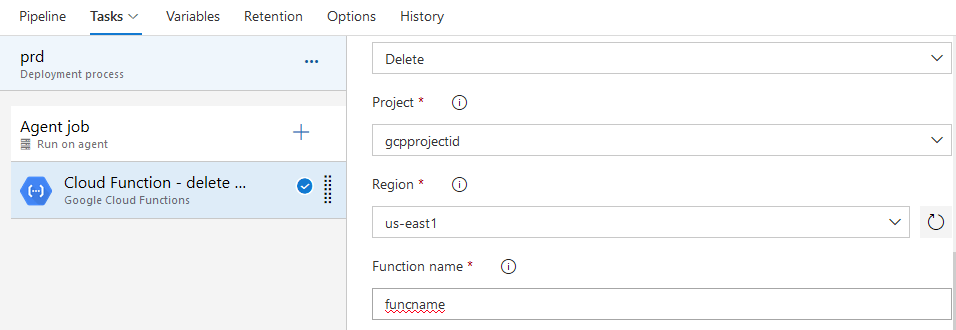 Pipeline Tasks Variables Retention Options History
prd
Deployment process
Agent job
Run on agent
Cloud Function - delete ...
Google Cloud Functions
Delete
Project *
gcpprojectid
Region *
us-east1
Function name *
funcname